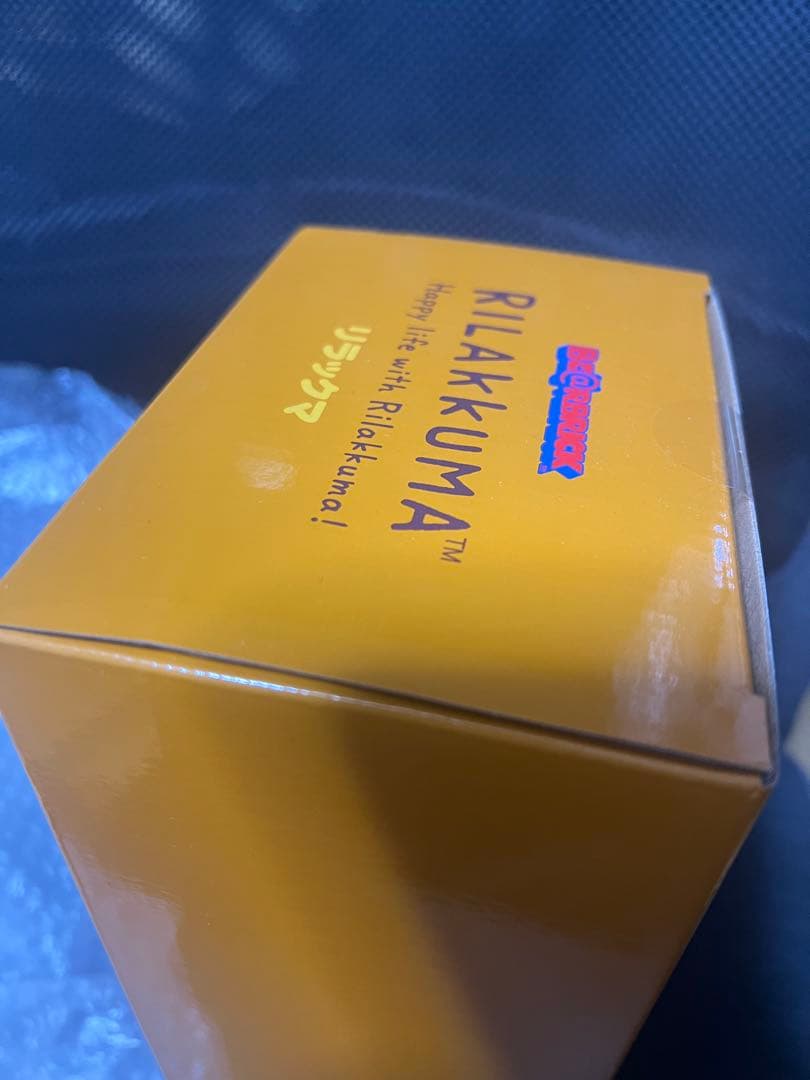 BE@RBRICK
RILAKKUMA™
Happy life with Rilakkuma!
リラックマ